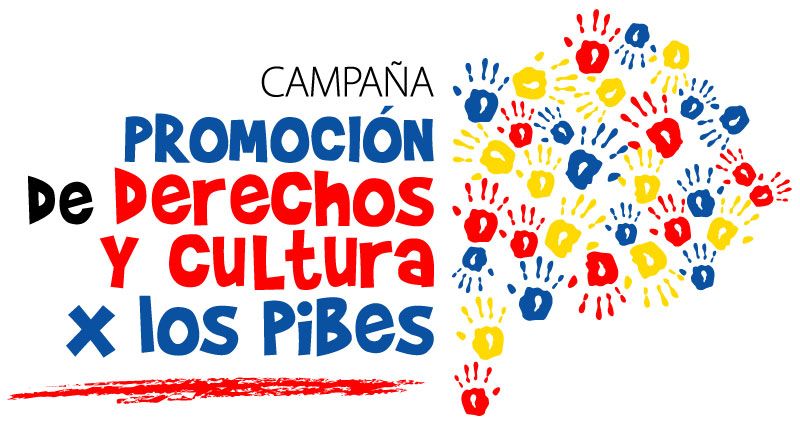 CAMPAÑA
PROMOCIÓN
De DerecHos
Y CULtura
X Los PiBes